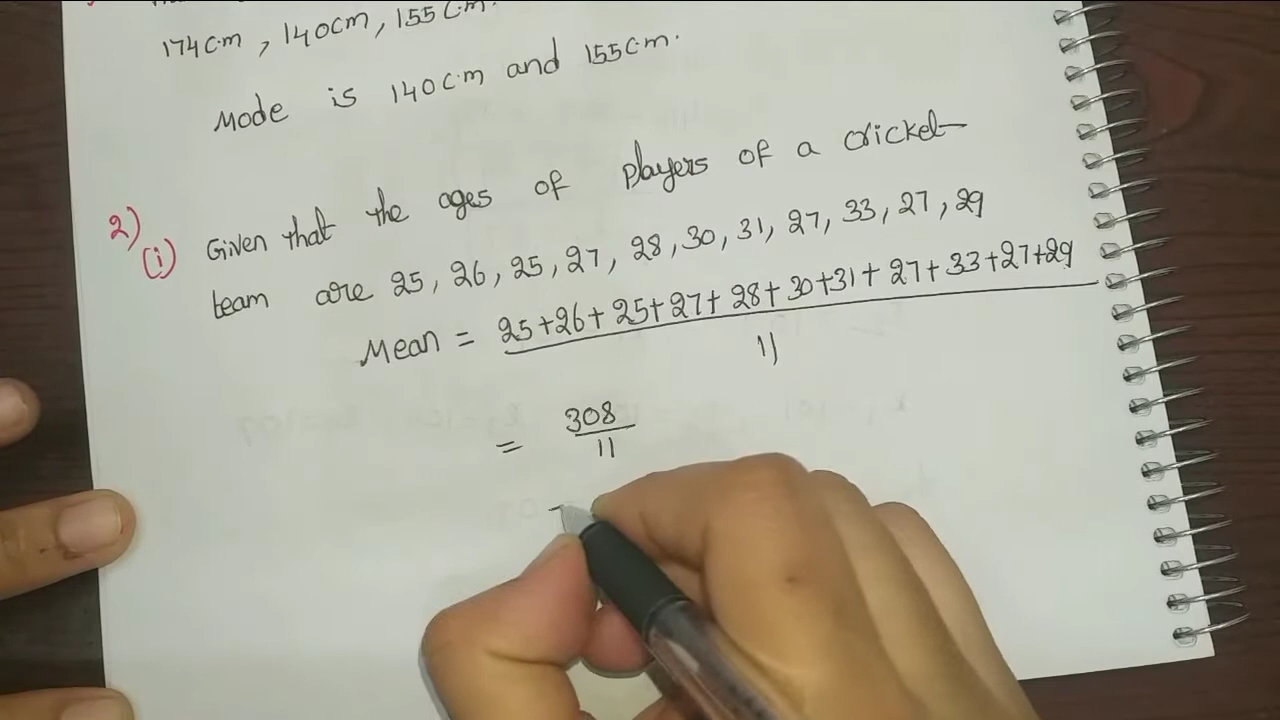 174cm, 140cm, 155cm.
Mode is 140cm and 155cm.
2)
(i) Given that the ages of players of a cricket
team are 25, 26, 25, 27, 28, 30, 31, 27, 33, 27, 29
Mean = 25+26+25+27+28+30+31+27+33+27+29
11
= 308
11